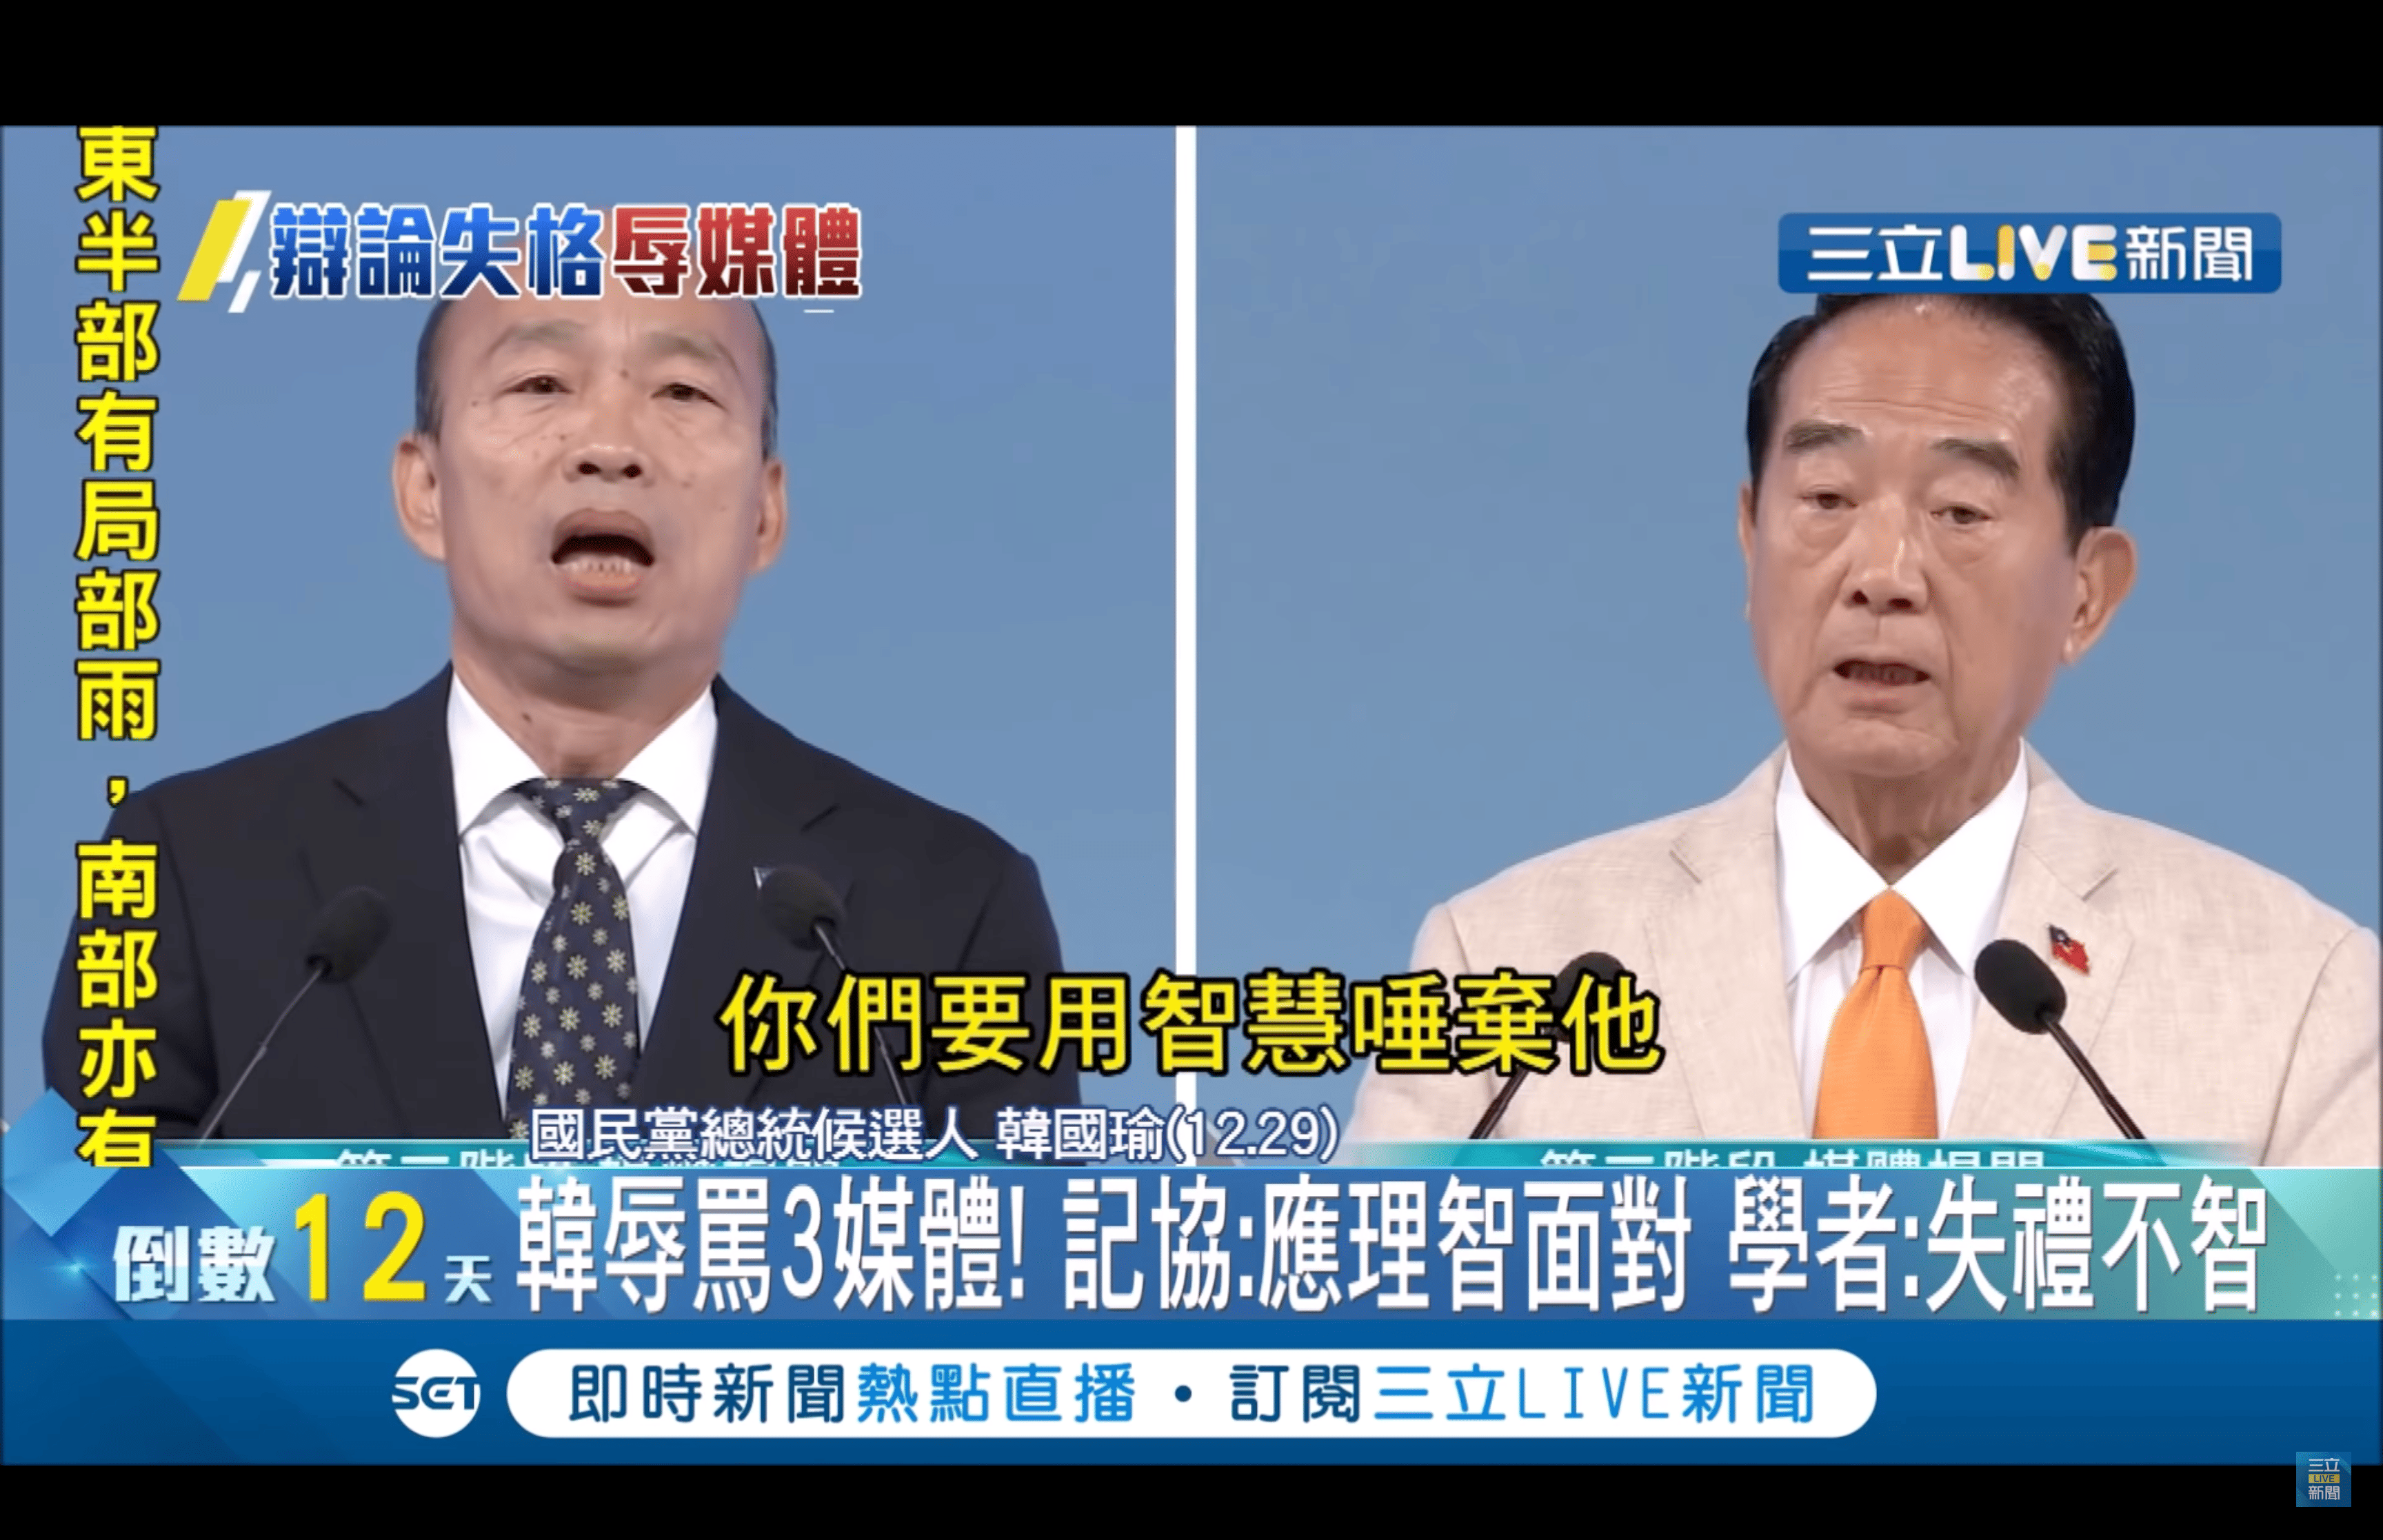 東半部有局部雨，南部亦有
辯論失格辱媒體
三立LIVE新聞
你們要用智慧唾棄他
國民黨總統候選人 韓國瑜(12.29)
倒數12天
韓辱罵3媒體! 記協:應理智面對 學者:失禮不智
SET
即時新聞熱點直播・訂閱三立LIVE新聞
三立
LIVE
新聞